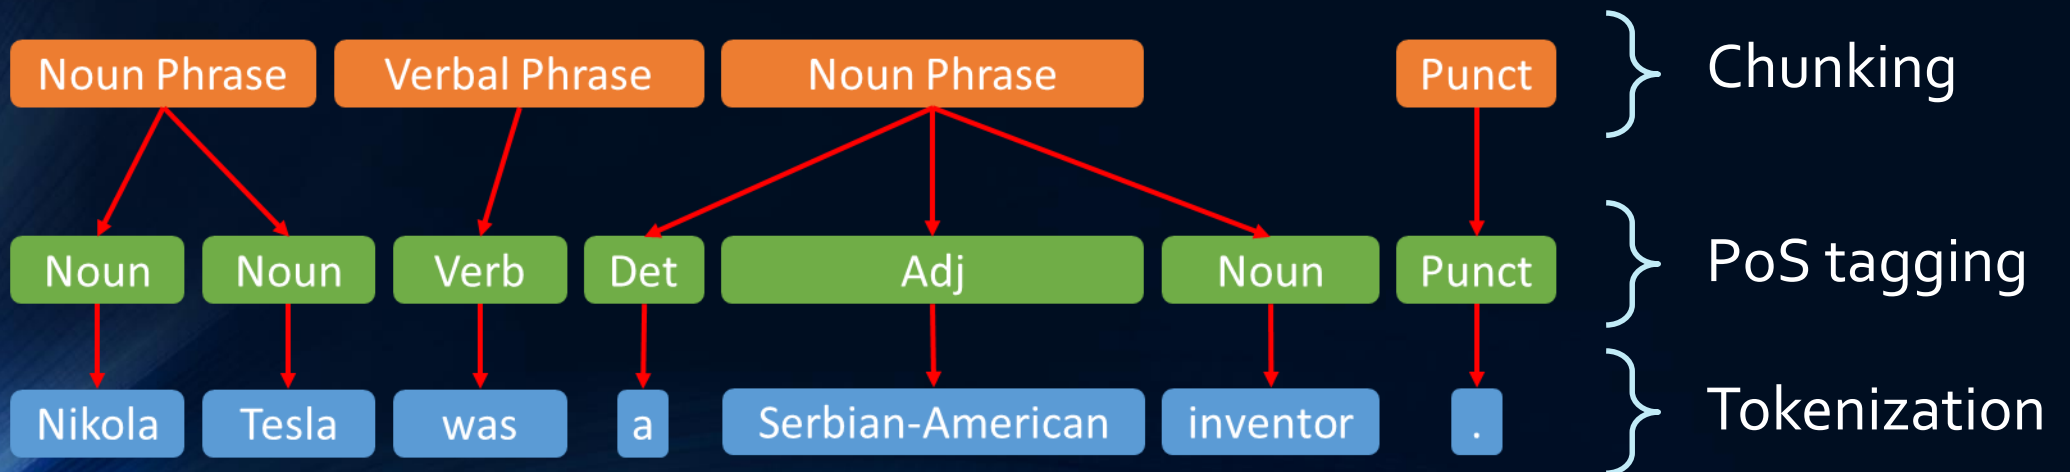 Noun Phrase Verbal Phrase Noun Phrase Punct Chunking
Noun Noun Verb Det Adj Noun Punct PoS tagging
Nikola Tesla was a Serbian-American inventor . Tokenization